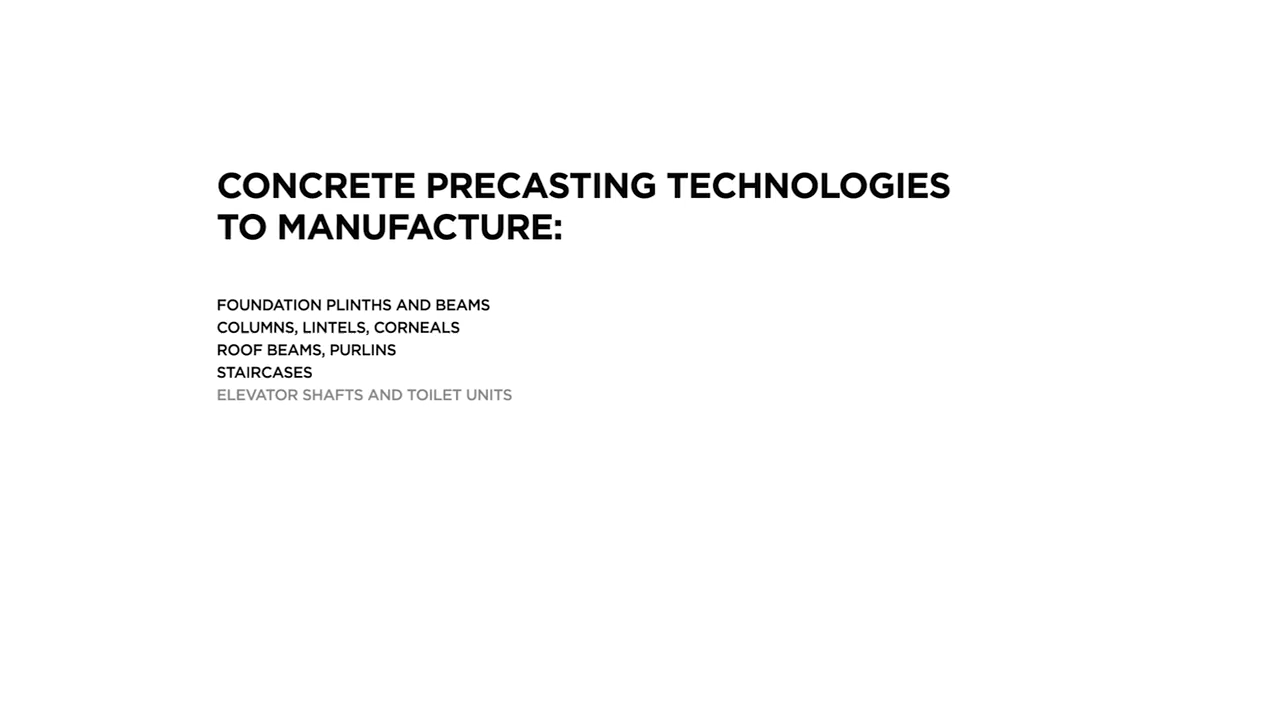 CONCRETE PRECASTING TECHNOLOGIES
TO MANUFACTURE:
FOUNDATION PLINTHS AND BEAMS
COLUMNS, LINTELS, CORNEALS
ROOF BEAMS, PURLINS
STAIRCASES
ELEVATOR SHAFTS AND TOILET UNITS